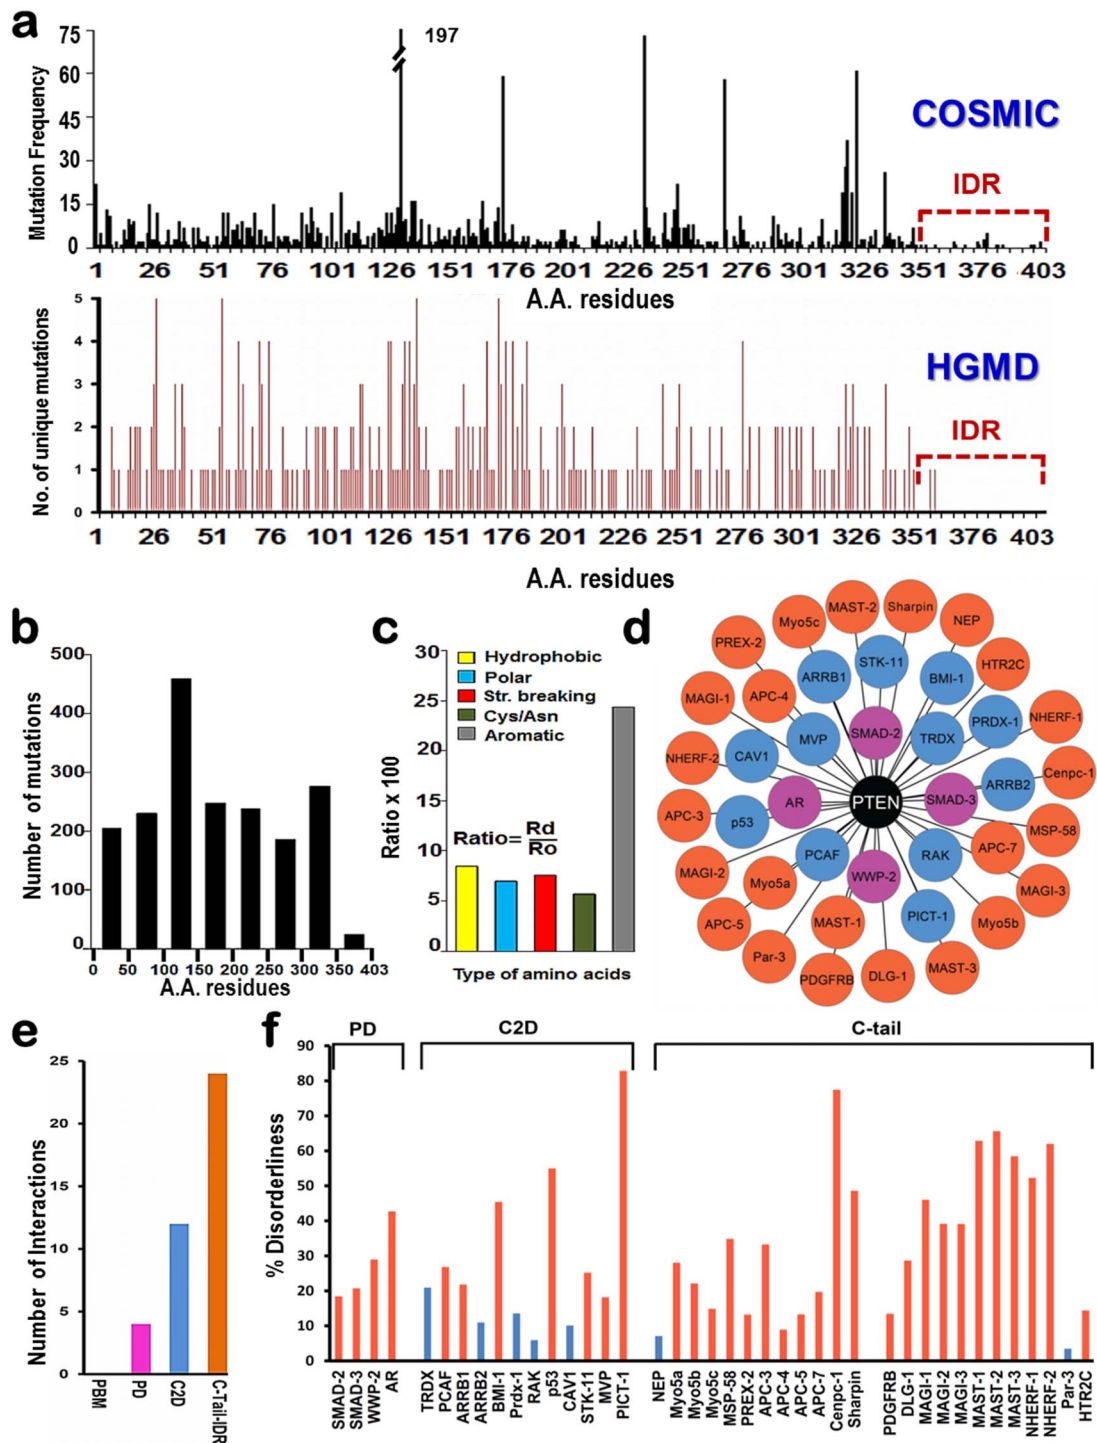 a
75
60
45
30
15
0
Mutation Frequency
197
COSMIC
IDR
1 26 51 76 101 126 151 176 201 226 276 301 326 351 376 403
A.A. residues
5
4
3
2
1
0
No. of unique mutations
HGMD
IDR
1 26 51 76 101 126 151 176 201 226 226 276 301 326 351 376 403
A.A. residues
b
500
400
300
200
100
0
Number of mutations
0 50 100 150 200 250 300 350 403
A.A. residues
c
30
25
20
15
10
5
0
Ratio x 100
Hydrophobic
Polar
Str. breaking
Cys/Asn
Aromatic
Ratio= Rd
Ro
Type of amino acids
d
MAST-2
Sharpin
Myo5c
NEP
PREX-2
STK-11
ARRB1
BMI-1
HTR2C
MAGI-1
APC-4
PRDX-1
NHERF-1
SMAD-2
MVP
TRDX
NHERF-2
CAV1
Cenpc-1
ARRB2
AR
PTEN
SMAD-3
APC-3
p53
MSP-58
PCAF
RAK
APC-7
MAGI-2
Myo5a
WWP-2
MAGI-3
APC-5
MAST-1
PICT-1
Myo5b
Par-3
PDGFRB
DLG-1
MAST-3
e
25
20
15
10
5
0
Number of Interactions
PBM
PD
C2D
C-Tail-IDR
f
PD
C2D
C-tail
90
80
70
60
50
40
30
20
10
0
% Disorderliness
SMAD-2
SMAD-3
WWP-2
AR
TRDX
PCAF
ARRB1
ARRB2
BMI-1
Prdx-1
RAK
p53
CAV1
STK-11
MVP
PICT-1
NEP
Myo5a
Myo5b
Myo5c
MSP-58
PREX-2
APC-3
APC-4
APC-5
APC-7
Cenpc-1
Sharpin
PDGFRB
DLG-1
MAGI-1
MAGI-2
MAGI-3
MAST-1
MAST-2
MAST-3
NHERF-1
NHERF-2
Par-3
HTR2C